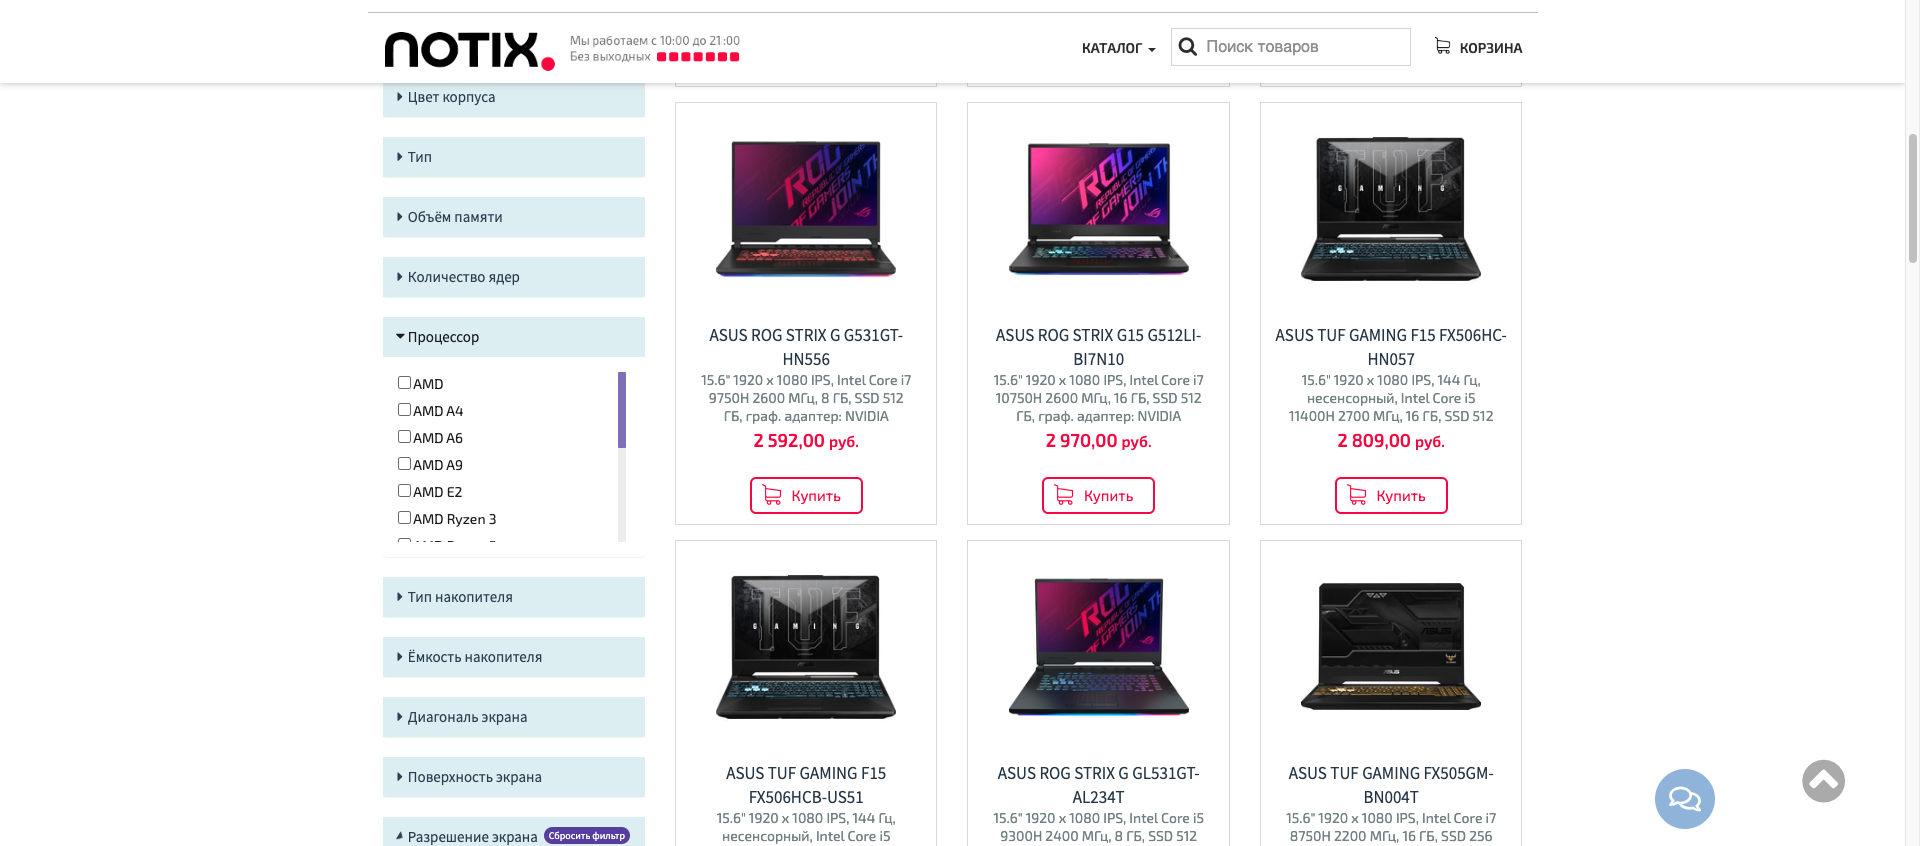 NOTIX.
Мы работаем с 10:00 до 21:00
Без выходных
КАТАЛОГ
Поиск товаров
КОРЗИНА
Цвет корпуса
Тип
Объём памяти
Количество ядер
Процессор
AMD
AMD A4
AMD A6
AMD A9
AMD E2
AMD Ryzen 3
Тип накопителя
Ёмкость накопителя
Диагональ экрана
Поверхность экрана
Разрешение экрана
Сбросить фильтр
ASUS ROG STRIX G G531GT-
HN556
15.6" 1920 x 1080 IPS, Intel Core i7
9750H 2600 МГц, 8 ГБ, SSD 512
ГБ, граф. адаптер: NVIDIA
2 592,00 руб.
Купить
ASUS ROG STRIX G15 G512LI-
BI7N10
15.6" 1920 x 1080 IPS, Intel Core i7
10750H 2600 МГц, 16 ГБ, SSD 512
ГБ, граф. адаптер: NVIDIA
2 970,00 руб.
Купить
TUF
GAMING
ASUS TUF GAMING F15 FX506HC-
HN057
15.6" 1920 x 1080 IPS, 144 Гц,
несенсорный, Intel Core i5
11400H 2700 МГц, 16 ГБ, SSD 512
2 809,00 руб.
Купить
TUF
GAMING
ASUS TUF GAMING F15
FX506HCB-US51
15.6" 1920 x 1080 IPS, 144 Гц,
несенсорный, Intel Core i5
ASUS ROG STRIX G GL531GT-
AL234T
15.6" 1920 x 1080 IPS, Intel Core i5
9300H 2400 МГц, 8 ГБ, SSD 512
ASUS TUF GAMING FX505GM-
BN004T
15.6" 1920 x 1080 IPS, Intel Core i7
8750H 2200 МГц, 16 ГБ, SSD 256